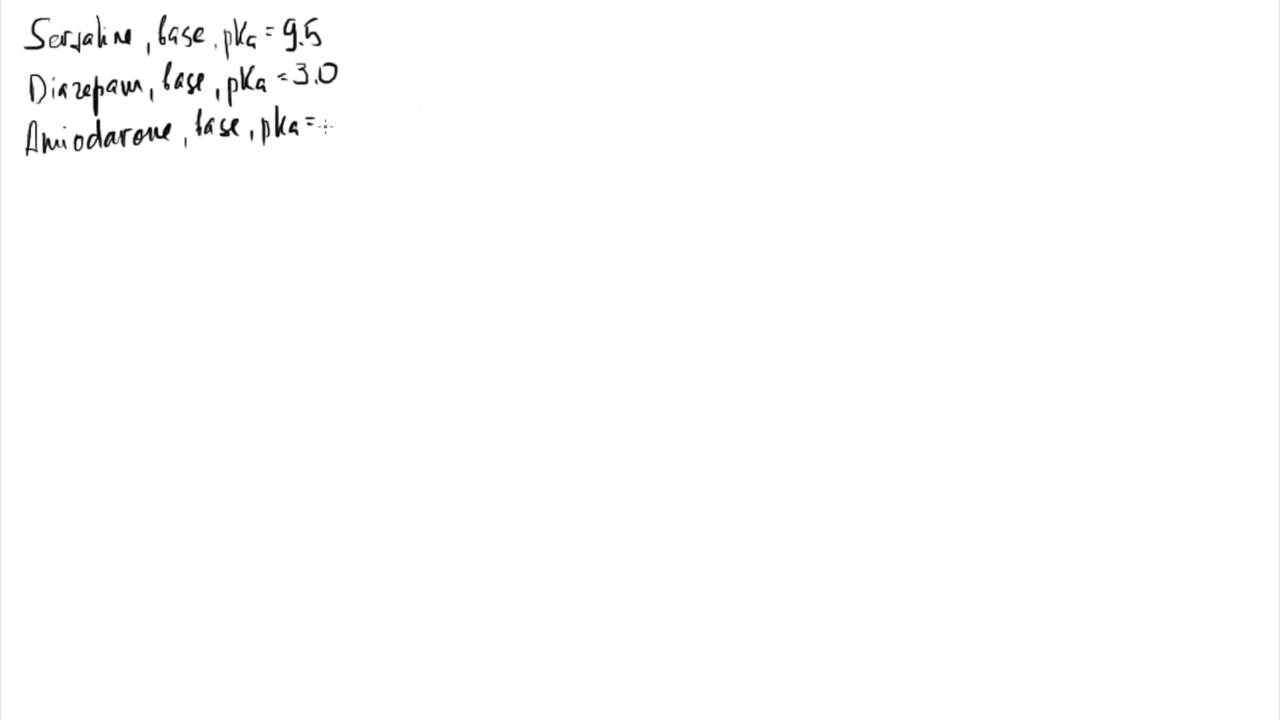 Sertraline, base, pKa = 9.5
Diazepam, base, pKa = 3.0
Amiodarone, base, pka =